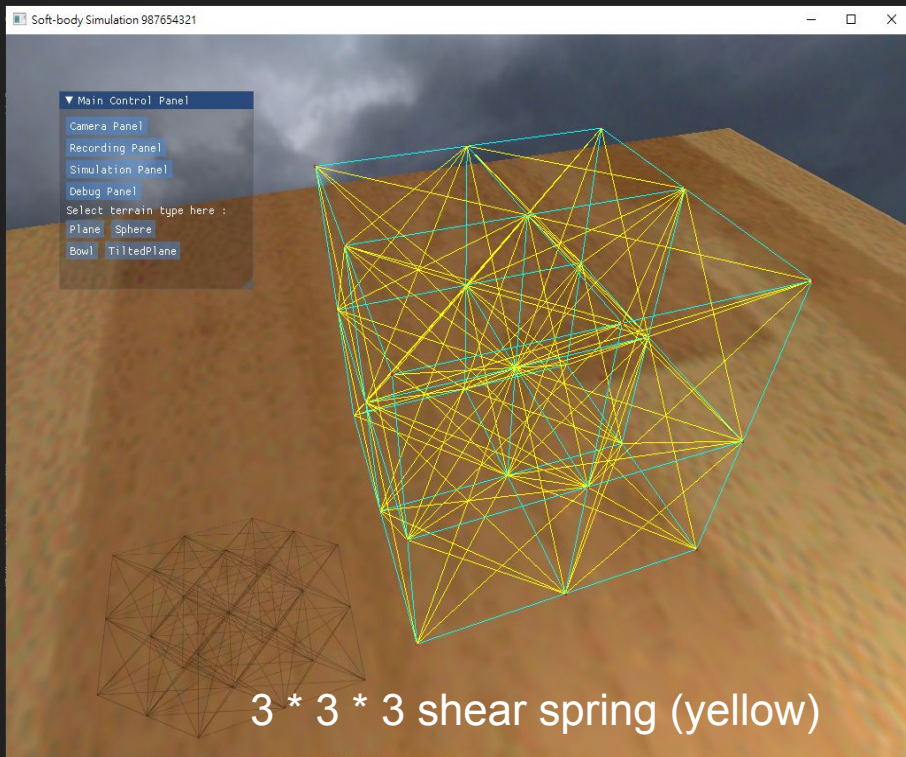 Soft-body Simulation 987654321
Main Control Panel
Camera Panel
Recording Panel
Simulation Panel
Debug Panel
Select terrain type here :
Plane Sphere
Bowl TiltedPlane
3 * 3 * 3 shear spring (yellow)